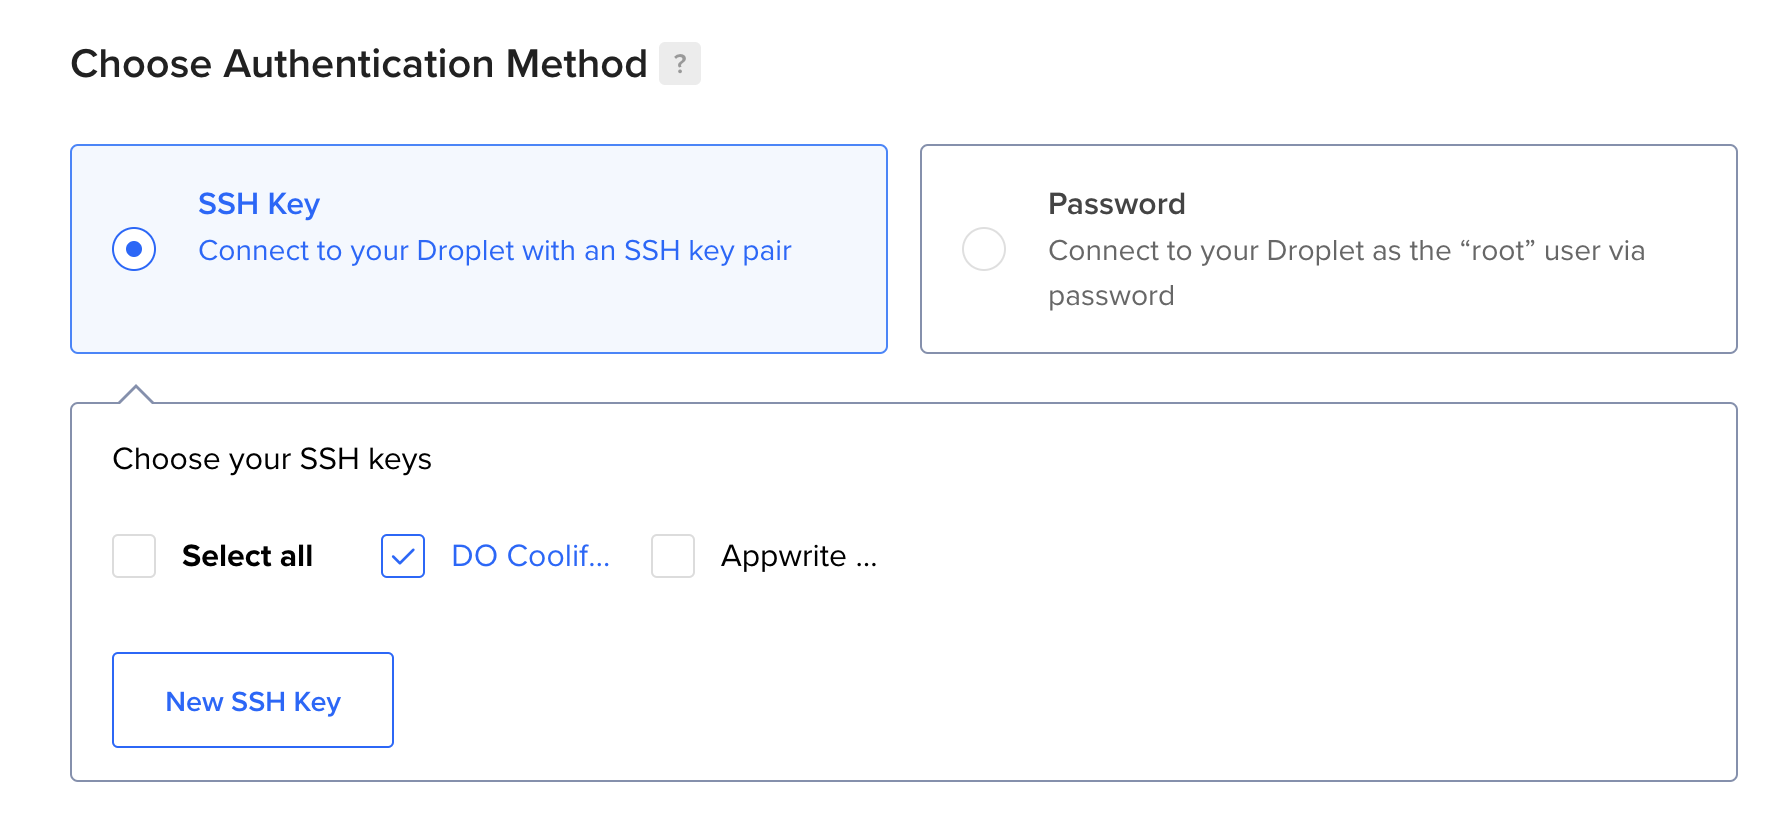 Choose Authentication Method ?
SSH Key
Connect to your Droplet with an SSH key pair
Password
Connect to your Droplet as the “root” user via
password
Choose your SSH keys
Select all
DO Coolif...
Appwrite ...
New SSH Key